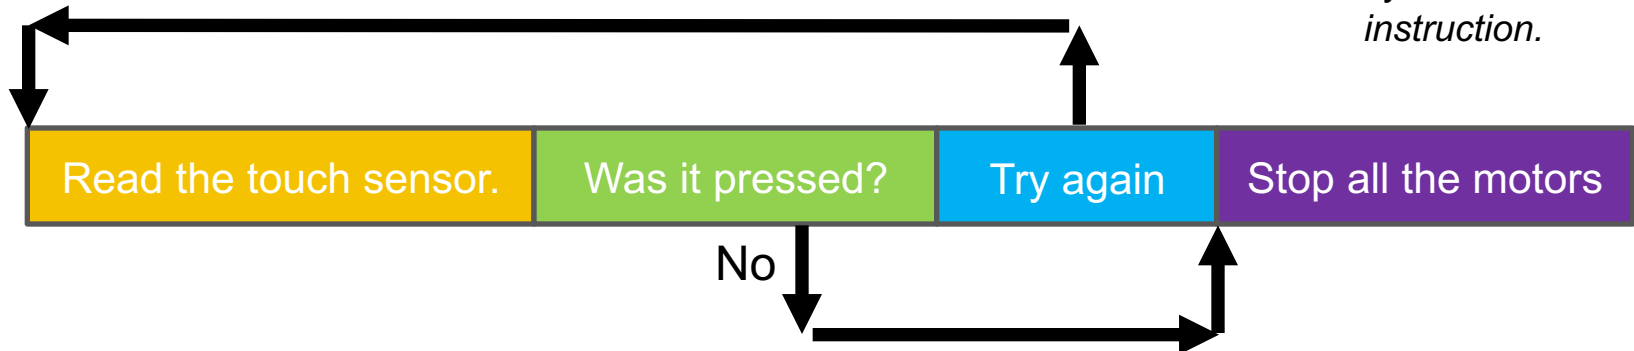 instruction.
Read the touch sensor.
Was it pressed?
Try again
Stop all the motors
No